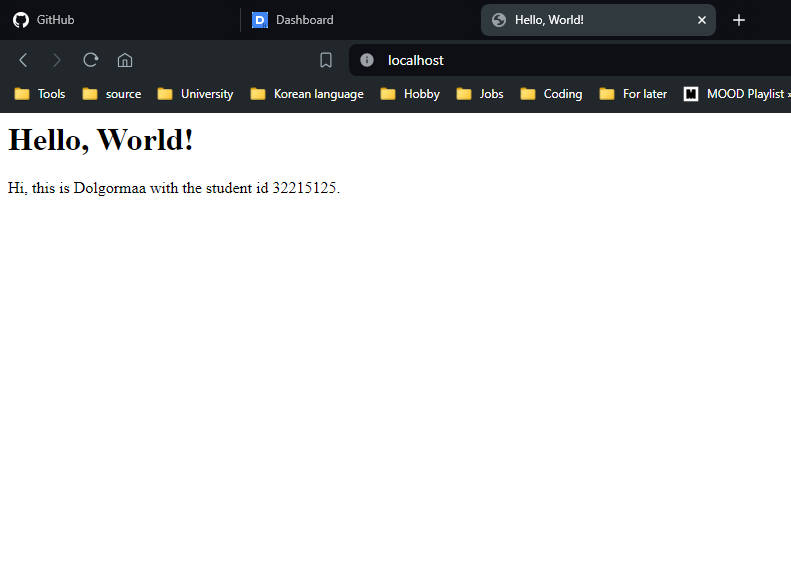 GitHub Dashboard Hello, World!
localhost
Tools source University Korean language Hobby Jobs Coding For later MOOD Playlist »
Hello, World!
Hi, this is Dolgormaa with the student id 32215125.